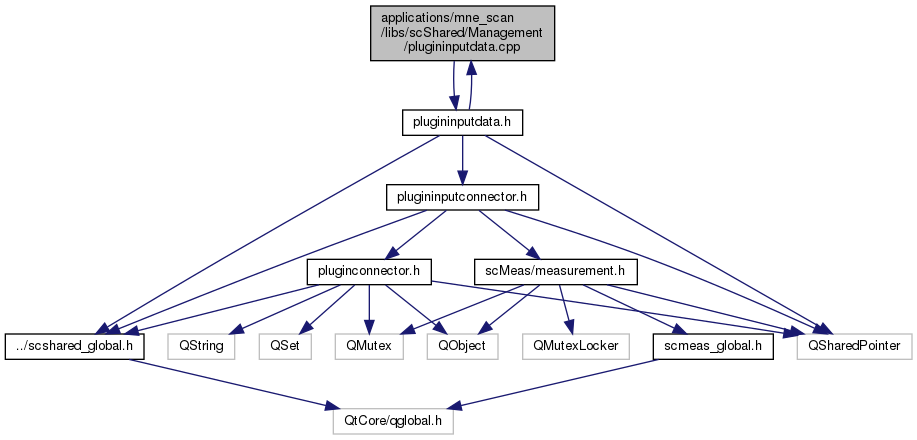 applications/mne_scan
/libs/scShared/Management
/plugininputdata.cpp
plugininputdata.h
plugininputconnector.h
pluginconnector.h
scMeas/measurement.h
../scshared_global.h
QString
QSet
QMutex
QObject
QMutexLocker
scmeas_global.h
QSharedPointer
QtCore/qglobal.h